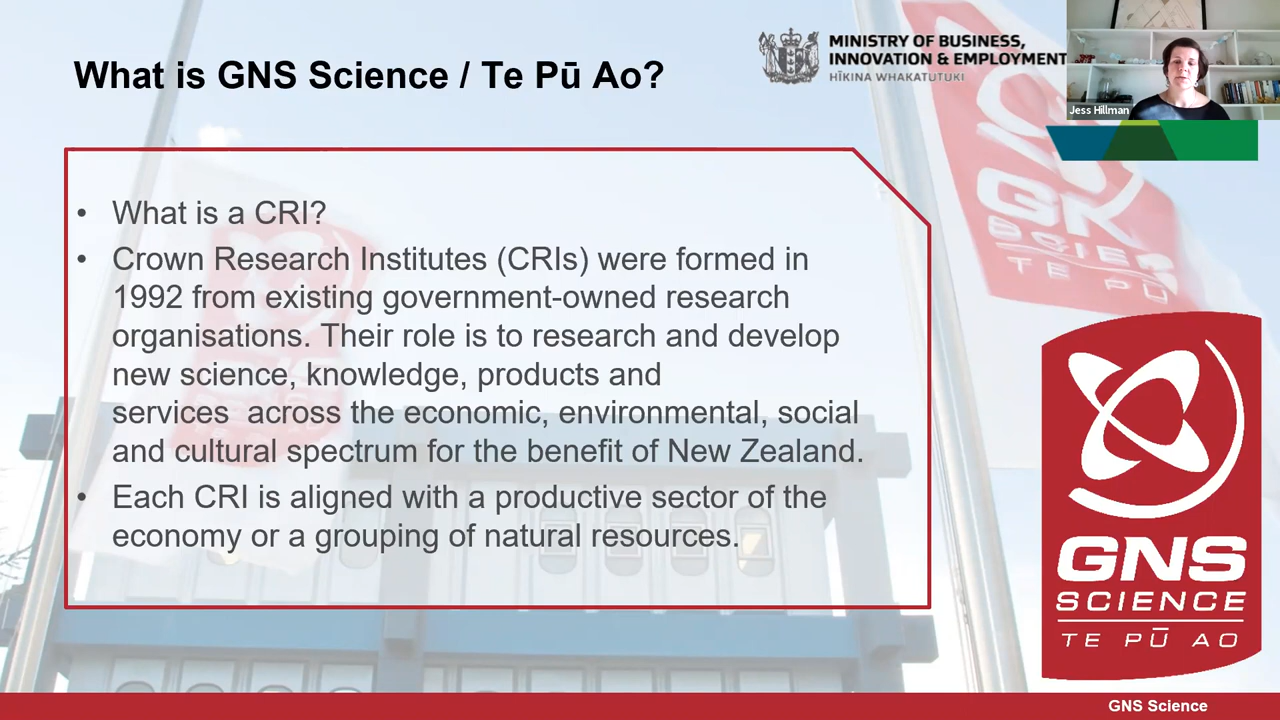 What is GNS Science / Te Pū Ao?
MINISTRY OF BUSINESS,
INNOVATION & EMPLOYMENT
HĪKINA WHAKATUTUKI
Jess Hillman
• What is a CRI?
• Crown Research Institutes (CRIs) were formed in
1992 from existing government-owned research
organisations. Their role is to research and develop
new science, knowledge, products and
services  across the economic, environmental, social
and cultural spectrum for the benefit of New Zealand.
• Each CRI is aligned with a productive sector of the
economy or a grouping of natural resources.
GNS
SCIENCE
TE PŪ AO
GNS Science